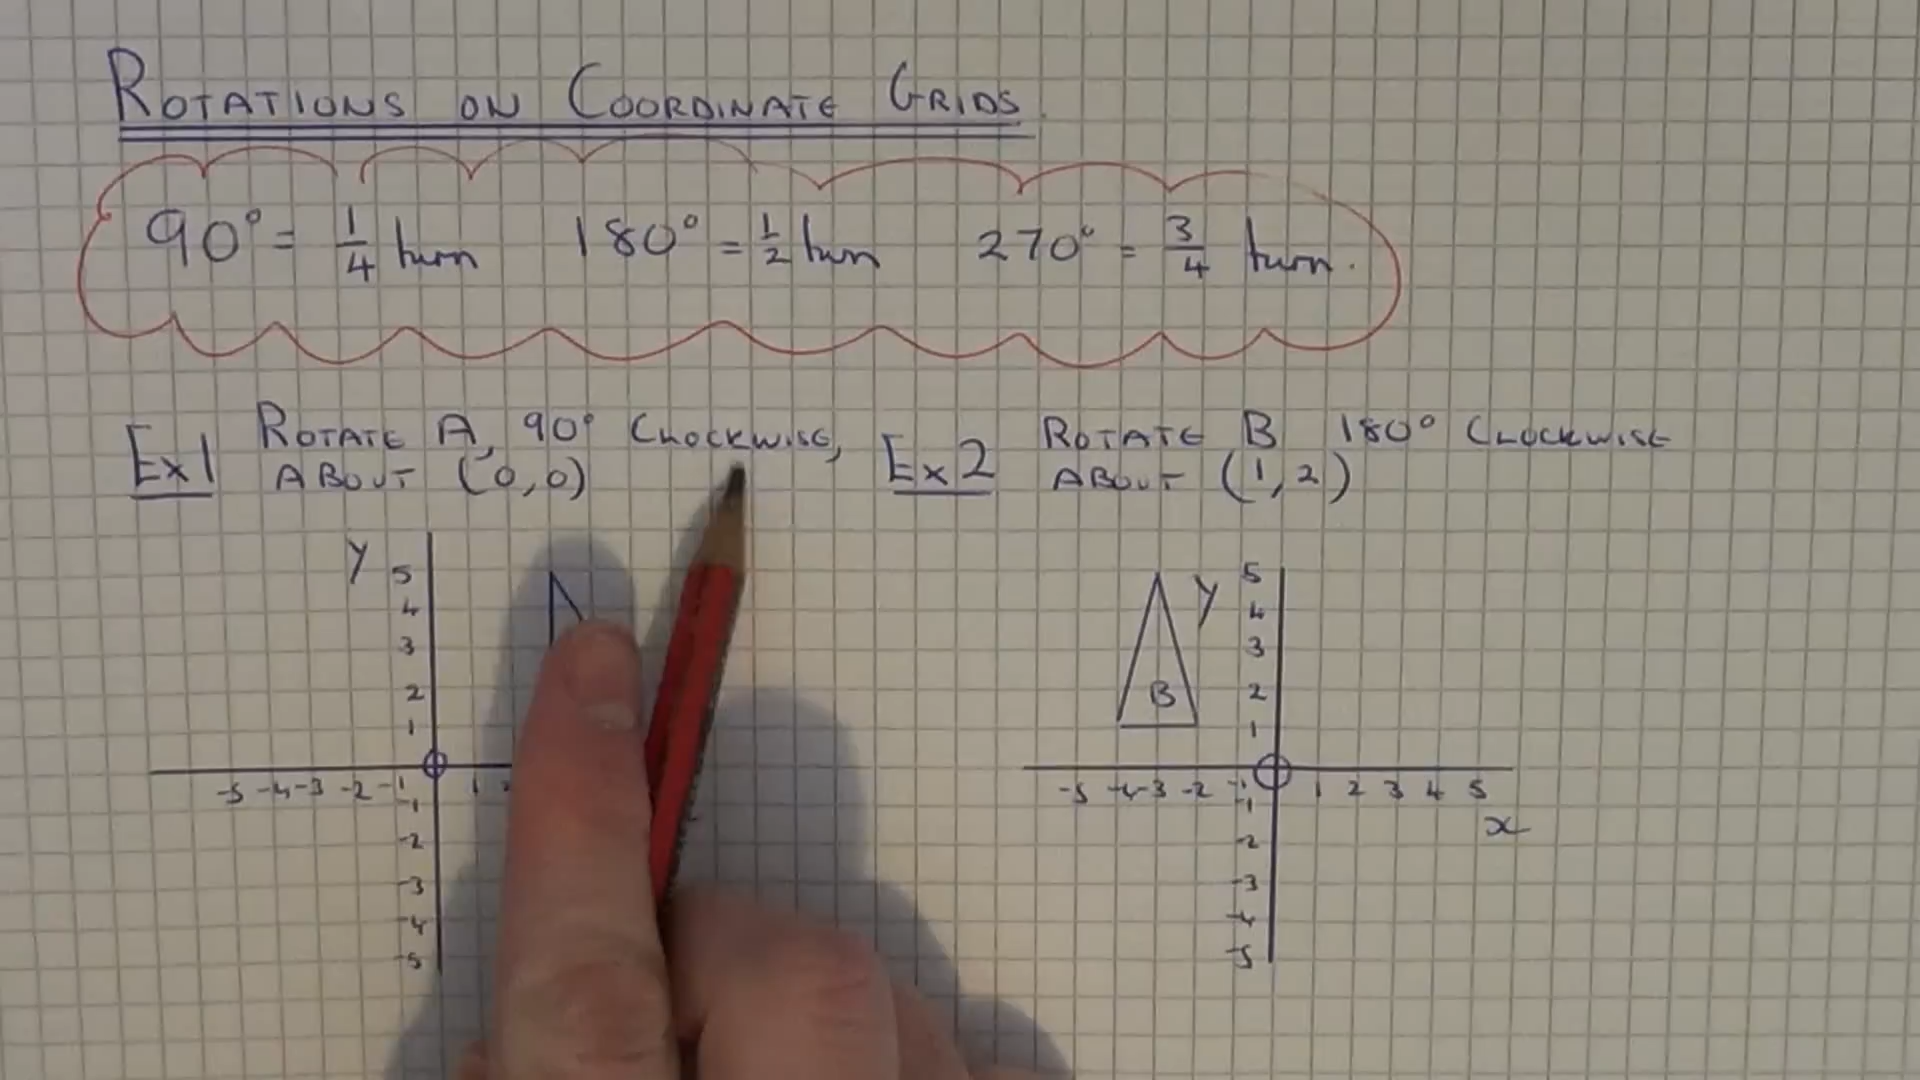 ROTATIONS ON COORDINATE GRIDS
90° = 1/4 turn 180° = 1/2 turn 270° = 3/4 turn.
Ex1 ROTATE A, 90° CLOCKWISE,
ABOUT (0,0)
Ex2 ROTATE B 180° CLOCKWISE
ABOUT (1,2)
y
5
4
3
2
1
-5 -4 -3 -2 -1 1
-1
-2
-3
-4
-5
B
y
5
4
3
2
1
-5 -4 -3 -2 -1 1 2 3 4 5
x
-1
-2
-3
-4
-5